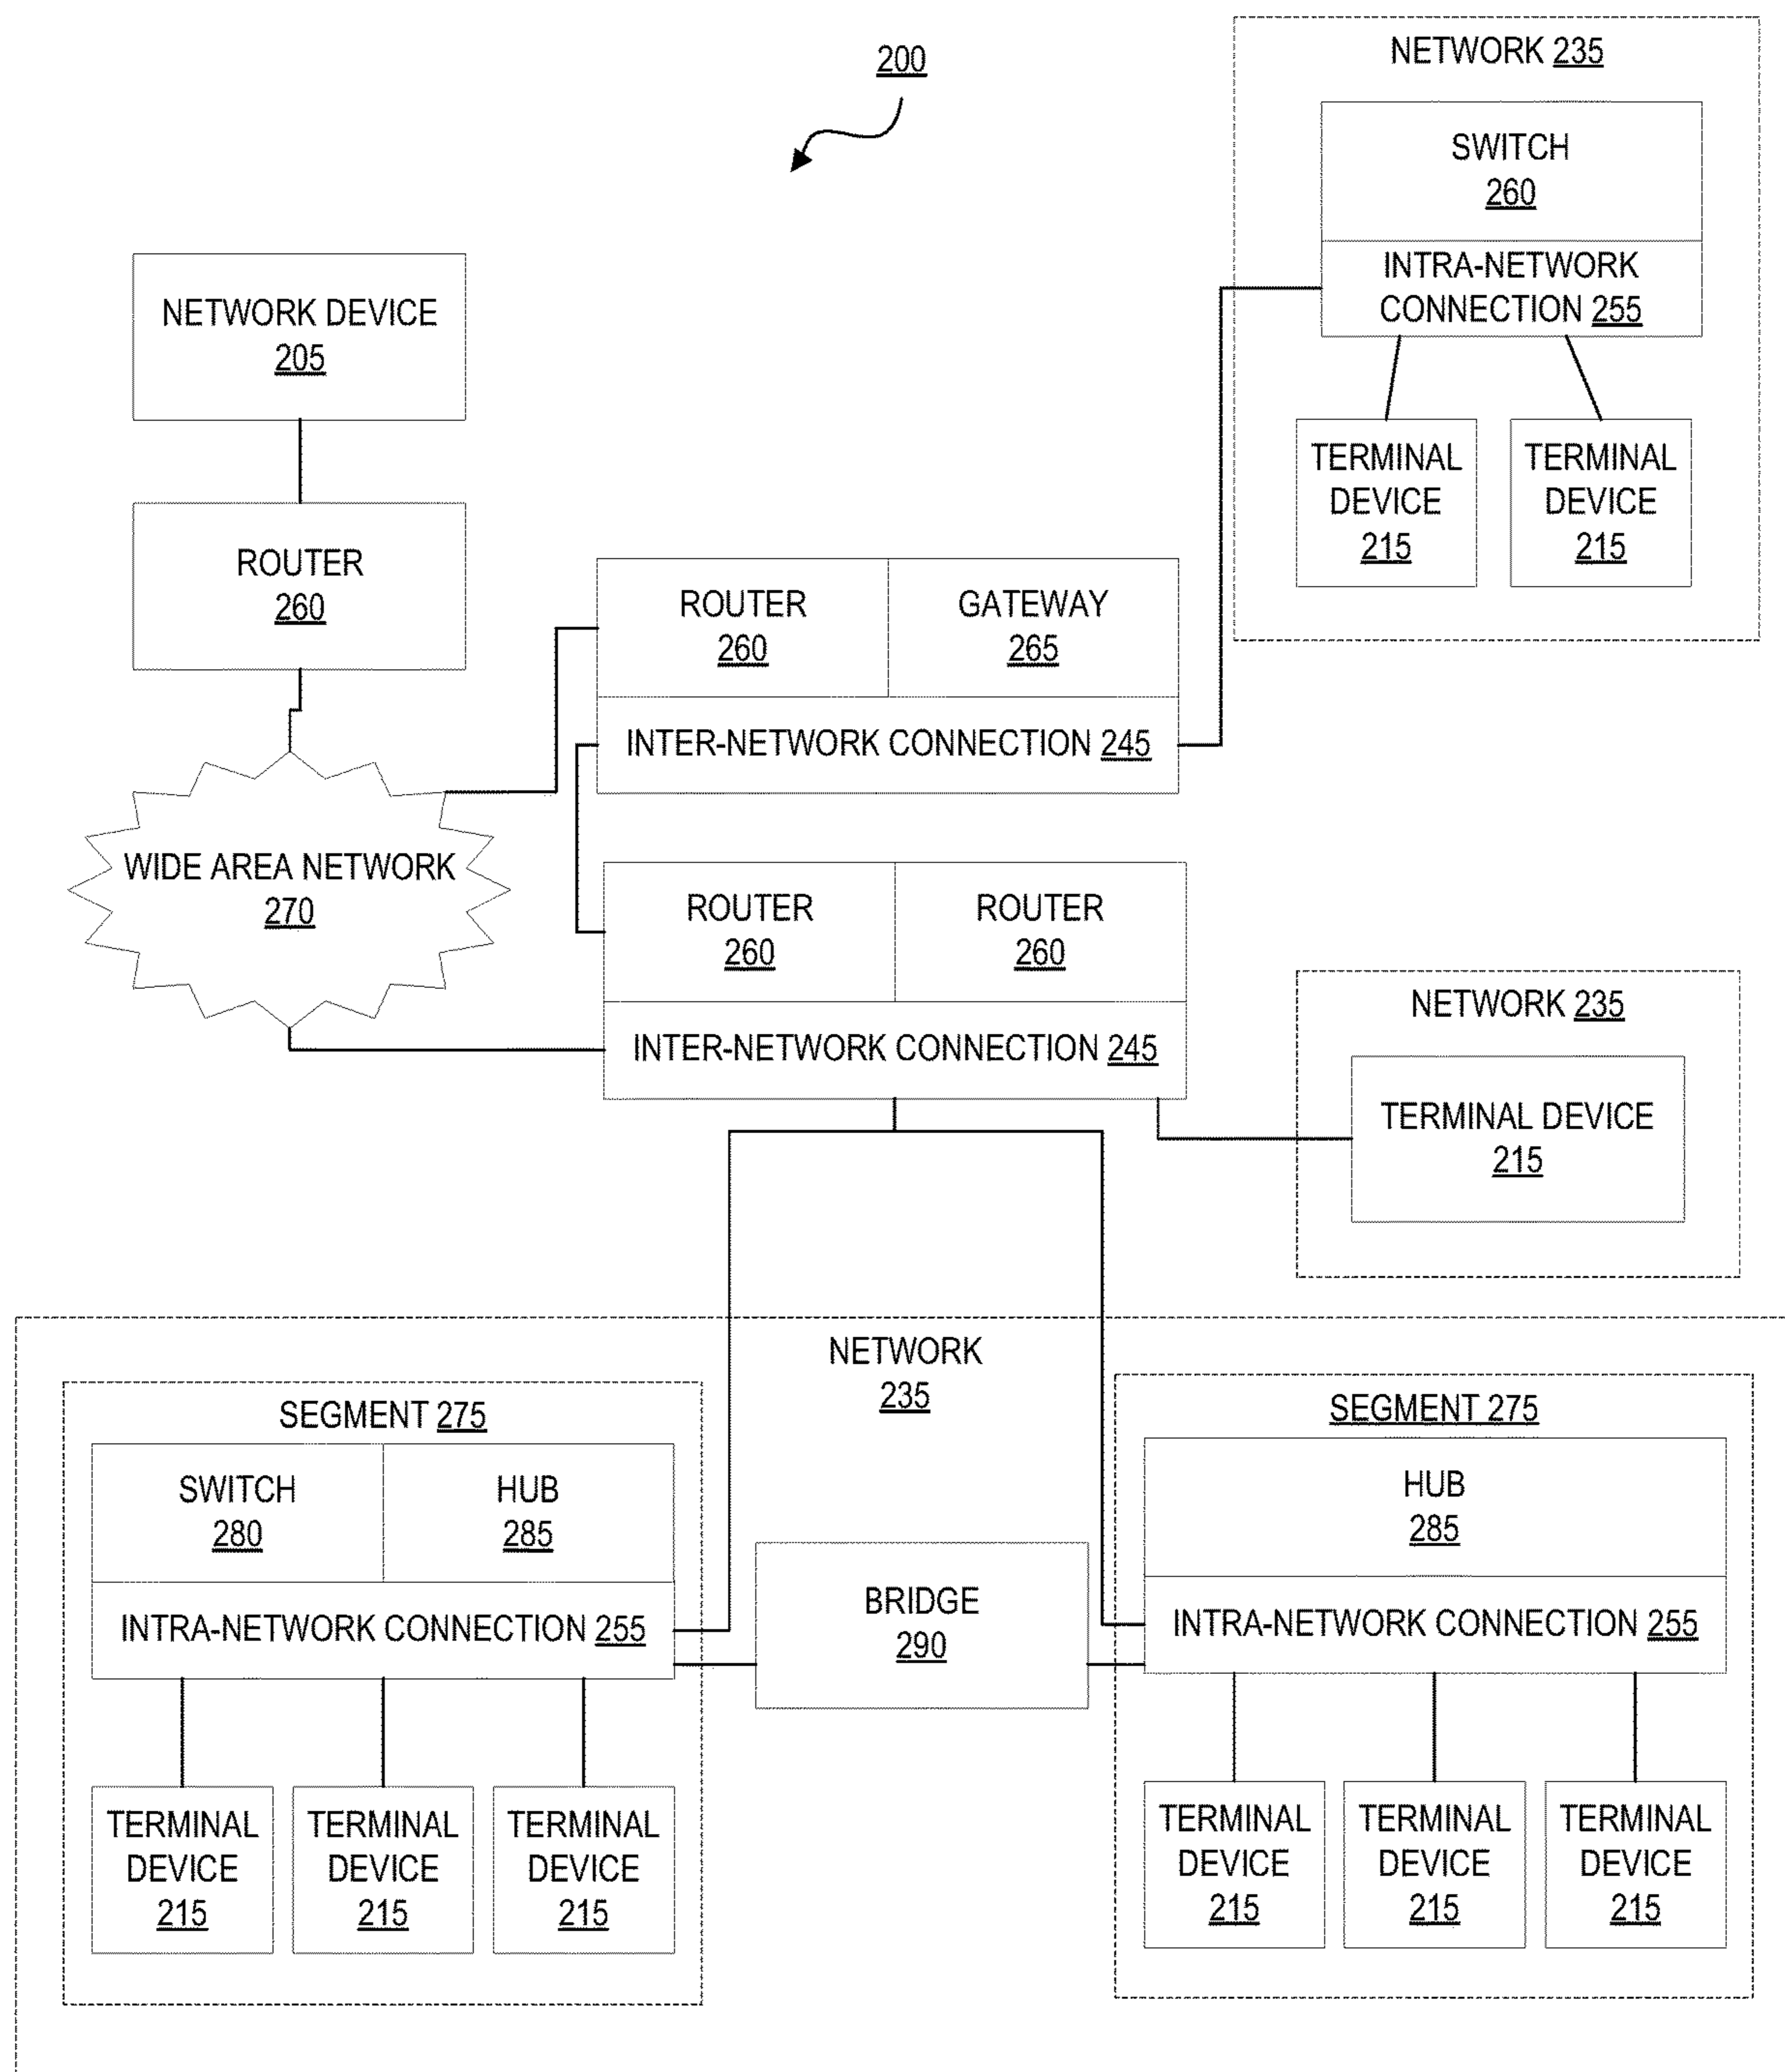 200
NETWORK 235
SWITCH
260
INTRA-NETWORK
CONNECTION 255
TERMINAL
DEVICE
215
TERMINAL
DEVICE
215
NETWORK DEVICE
205
ROUTER
260
ROUTER
260
GATEWAY
265
INTER-NETWORK CONNECTION 245
WIDE AREA NETWORK
270
ROUTER
260
ROUTER
260
INTER-NETWORK CONNECTION 245
NETWORK 235
TERMINAL DEVICE
215
NETWORK
235
SEGMENT 275
SWITCH
280
HUB
285
INTRA-NETWORK CONNECTION 255
TERMINAL
DEVICE
215
TERMINAL
DEVICE
215
TERMINAL
DEVICE
215
BRIDGE
290
SEGMENT 275
HUB
285
INTRA-NETWORK CONNECTION 255
TERMINAL
DEVICE
215
TERMINAL
DEVICE
215
TERMINAL
DEVICE
215